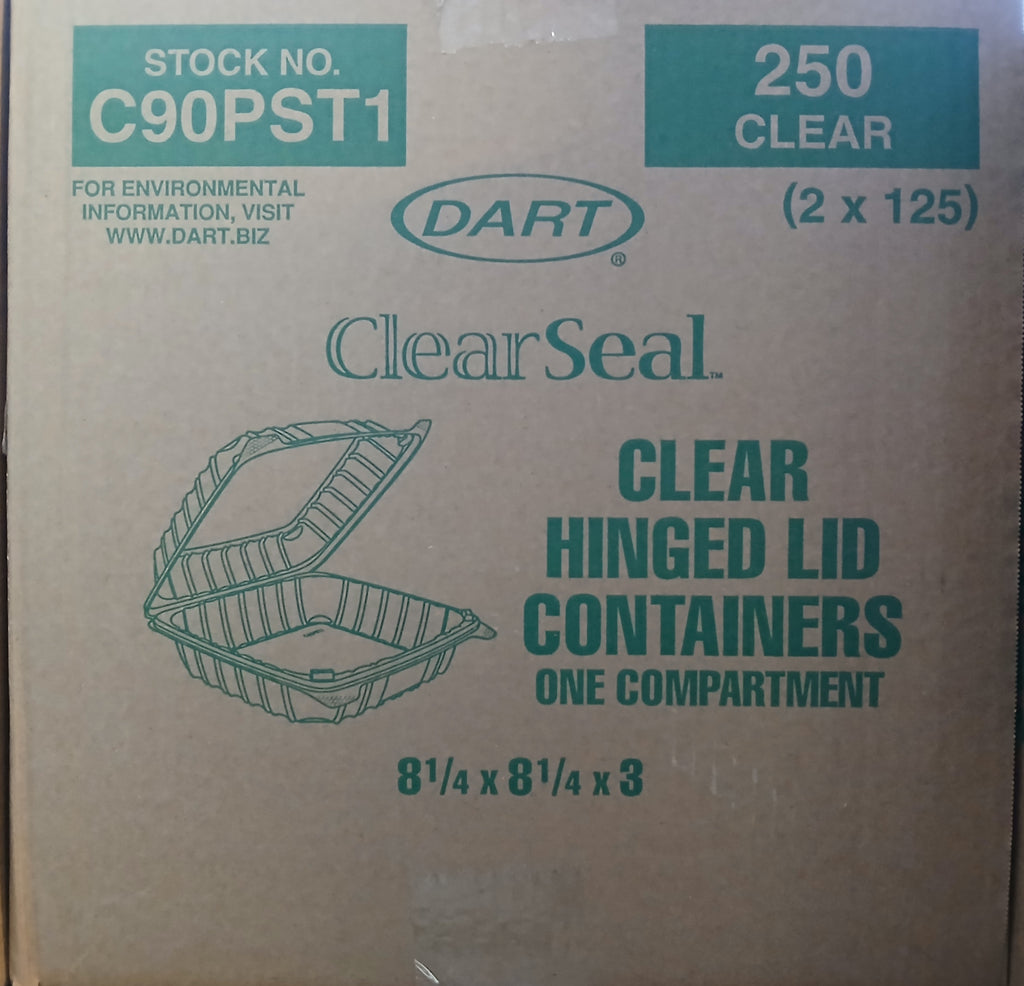 STOCK NO.
C90PST1
250
CLEAR
FOR ENVIRONMENTAL
INFORMATION, VISIT
WWW.DART.BIZ
(2 x 125)
DART®
ClearSeal™
CLEAR
HINGED LID
CONTAINERS
ONE COMPARTMENT
8 1/4 x 8 1/4 x 3